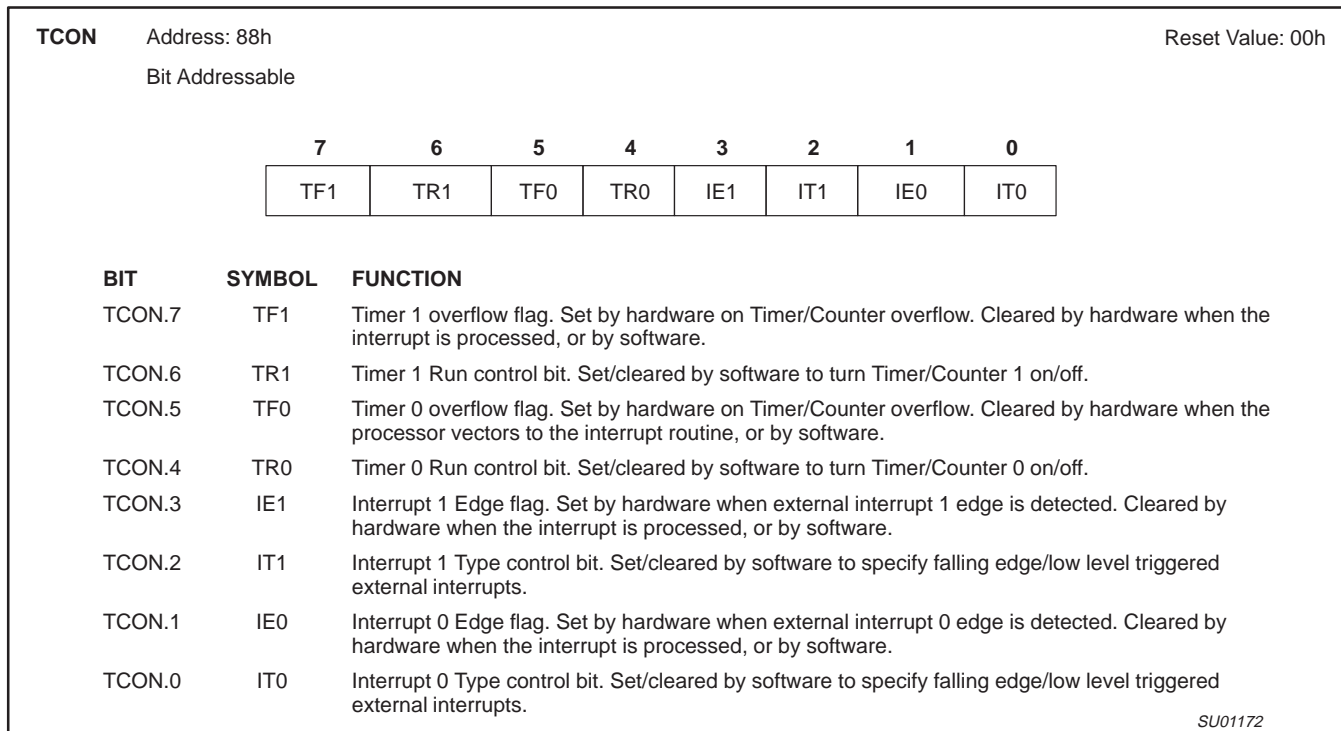 TCON Address: 88h Reset Value: 00h
Bit Addressable
7 6 5 4 3 2 1 0
TF1 TR1 TF0 TR0 IE1 IT1 IE0 IT0
BIT SYMBOL FUNCTION
TCON.7 TF1 Timer 1 overflow flag. Set by hardware on Timer/Counter overflow. Cleared by hardware when the
interrupt is processed, or by software.
TCON.6 TR1 Timer 1 Run control bit. Set/cleared by software to turn Timer/Counter 1 on/off.
TCON.5 TF0 Timer 0 overflow flag. Set by hardware on Timer/Counter overflow. Cleared by hardware when the
processor vectors to the interrupt routine, or by software.
TCON.4 TR0 Timer 0 Run control bit. Set/cleared by software to turn Timer/Counter 0 on/off.
TCON.3 IE1 Interrupt 1 Edge flag. Set by hardware when external interrupt 1 edge is detected. Cleared by
hardware when the interrupt is processed, or by software.
TCON.2 IT1 Interrupt 1 Type control bit. Set/cleared by software to specify falling edge/low level triggered
external interrupts.
TCON.1 IE0 Interrupt 0 Edge flag. Set by hardware when external interrupt 0 edge is detected. Cleared by
hardware when the interrupt is processed, or by software.
TCON.0 IT0 Interrupt 0 Type control bit. Set/cleared by software to specify falling edge/low level triggered
external interrupts.
SU01172